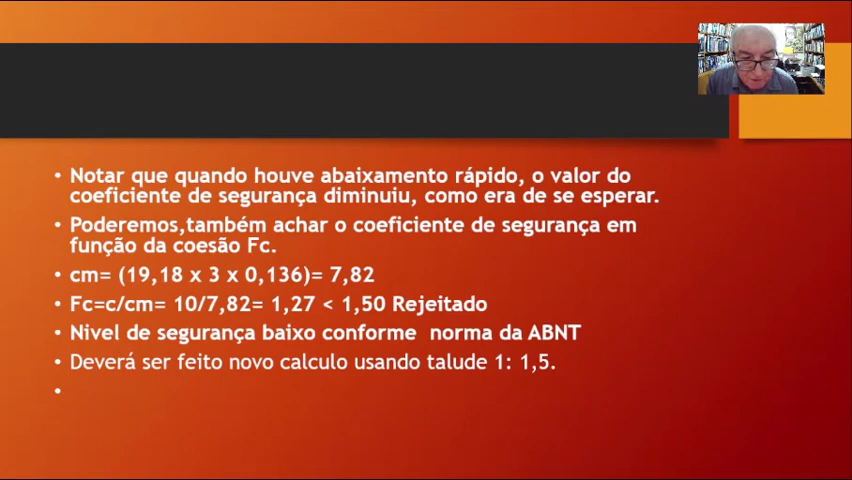 • Notar que quando houve abaixamento rápido, o valor do
coeficiente de segurança diminuiu, como era de se esperar.
• Poderemos,também achar o coeficiente de segurança em
função da coesão Fc.
• cm= (19,18 x 3 x 0,136)= 7,82
• Fc=c/cm= 10/7,82= 1,27 < 1,50 Rejeitado
• Nivel de segurança baixo conforme  norma da ABNT
• Deverá ser feito novo calculo usando talude 1: 1,5.
•